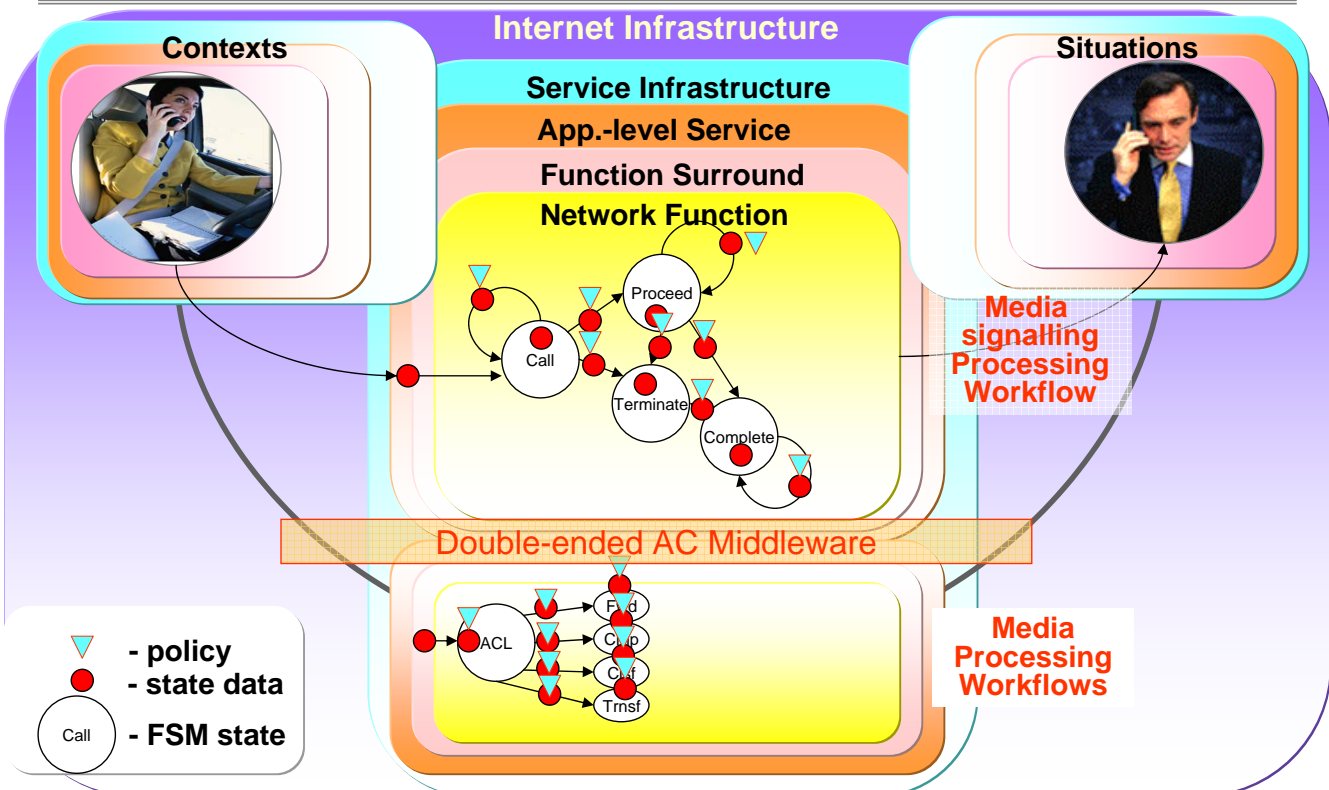 Internet Infrastructure
Contexts
Situations
Service Infrastructure
App.-level Service
Function Surround
Network Function
Proceed
Call
Terminate
Complete
Media
signalling
Processing
Workflow
Double-ended AC Middleware
ACL
Trnsf
Media
Processing
Workflows
- policy
- state data
Call
- FSM state